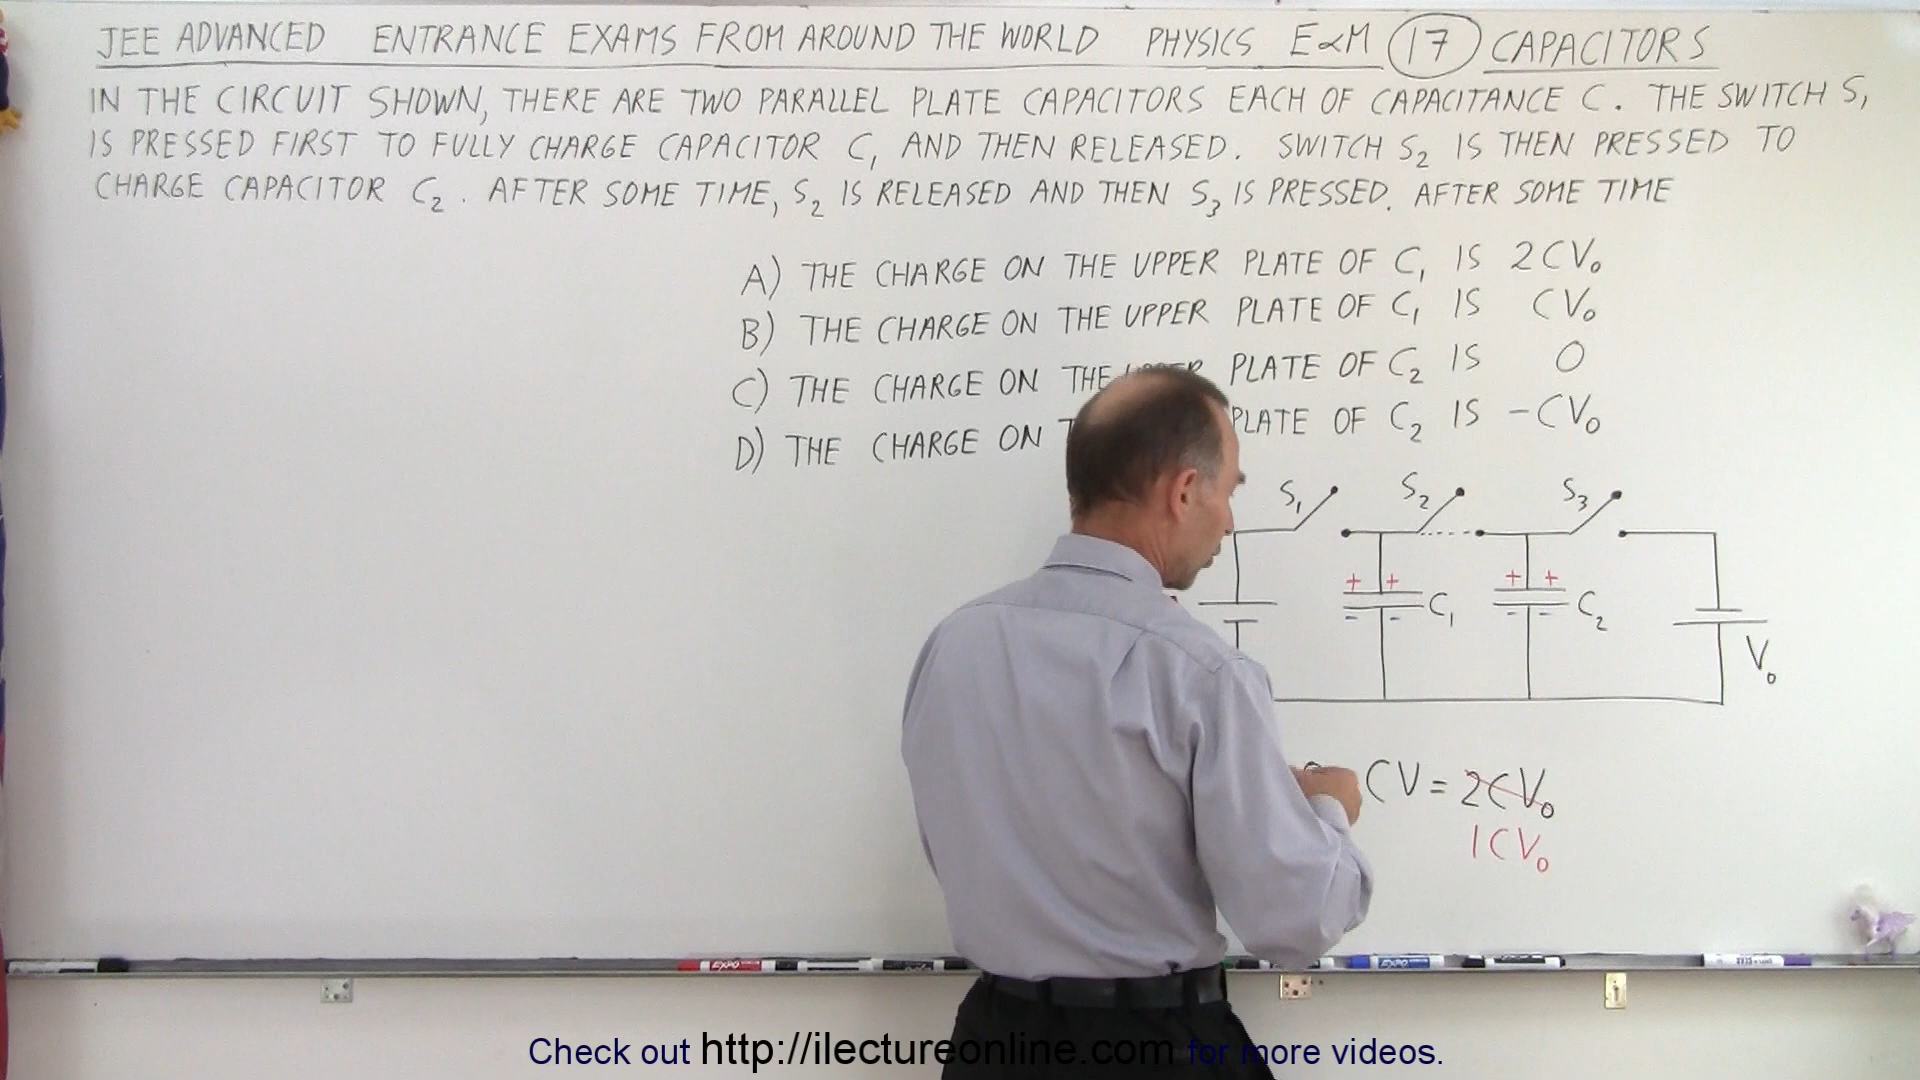 JEE ADVANCED ENTRANCE EXAMS FROM AROUND THE WORLD PHYSICS E&M 17 CAPACITORS
IN THE CIRCUIT SHOWN, THERE ARE TWO PARALLEL PLATE CAPACITORS EACH OF CAPACITANCE C. THE SWITCH S₁
IS PRESSED FIRST TO FULLY CHARGE CAPACITOR C₁ AND THEN RELEASED. SWITCH S₂ IS THEN PRESSED TO
CHARGE CAPACITOR C₂. AFTER SOME TIME, S₂ IS RELEASED AND THEN S₃ IS PRESSED. AFTER SOME TIME
A) THE CHARGE ON THE UPPER PLATE OF C₁ IS 2CV₀
B) THE CHARGE ON THE UPPER PLATE OF C₁ IS CV₀
C) THE CHARGE ON THE PLATE OF C₂ IS 0
D) THE CHARGE ON PLATE OF C₂ IS -CV₀
S₁ S₂ S₃
+ + + +
C₁ C₂
- - - -
V₀
CV = 2CV₀
1CV₀
EXPO EXPO
Check out http://ilectureonline.com for more videos.